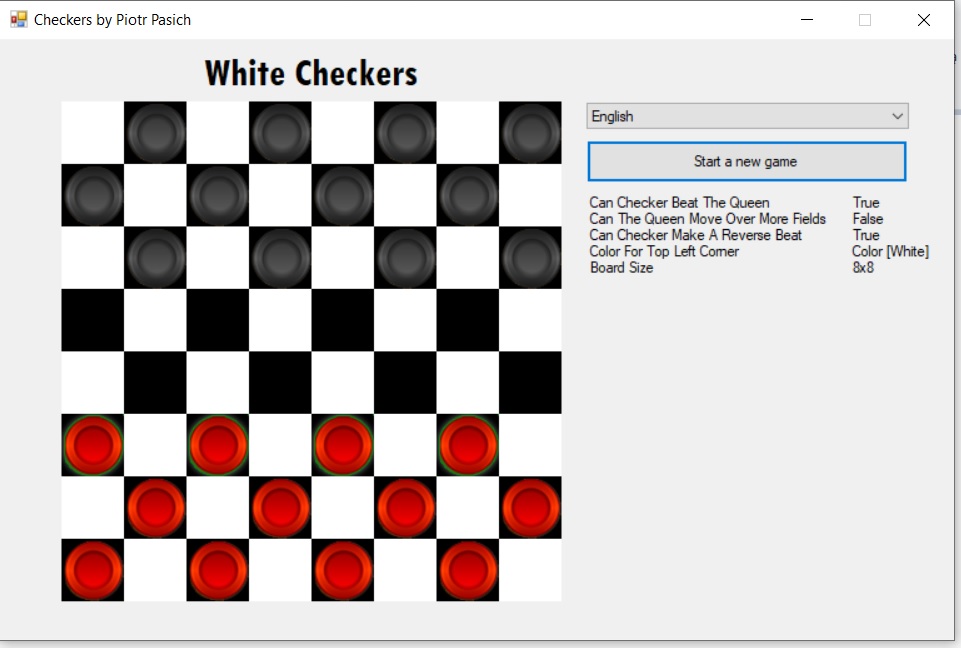 Checkers by Piotr Pasich
White Checkers
English
Start a new game
Can Checker Beat The Queen True
Can The Queen Move Over More Fields False
Can Checker Make A Reverse Beat True
Color For Top Left Corner Color [White]
Board Size 8x8